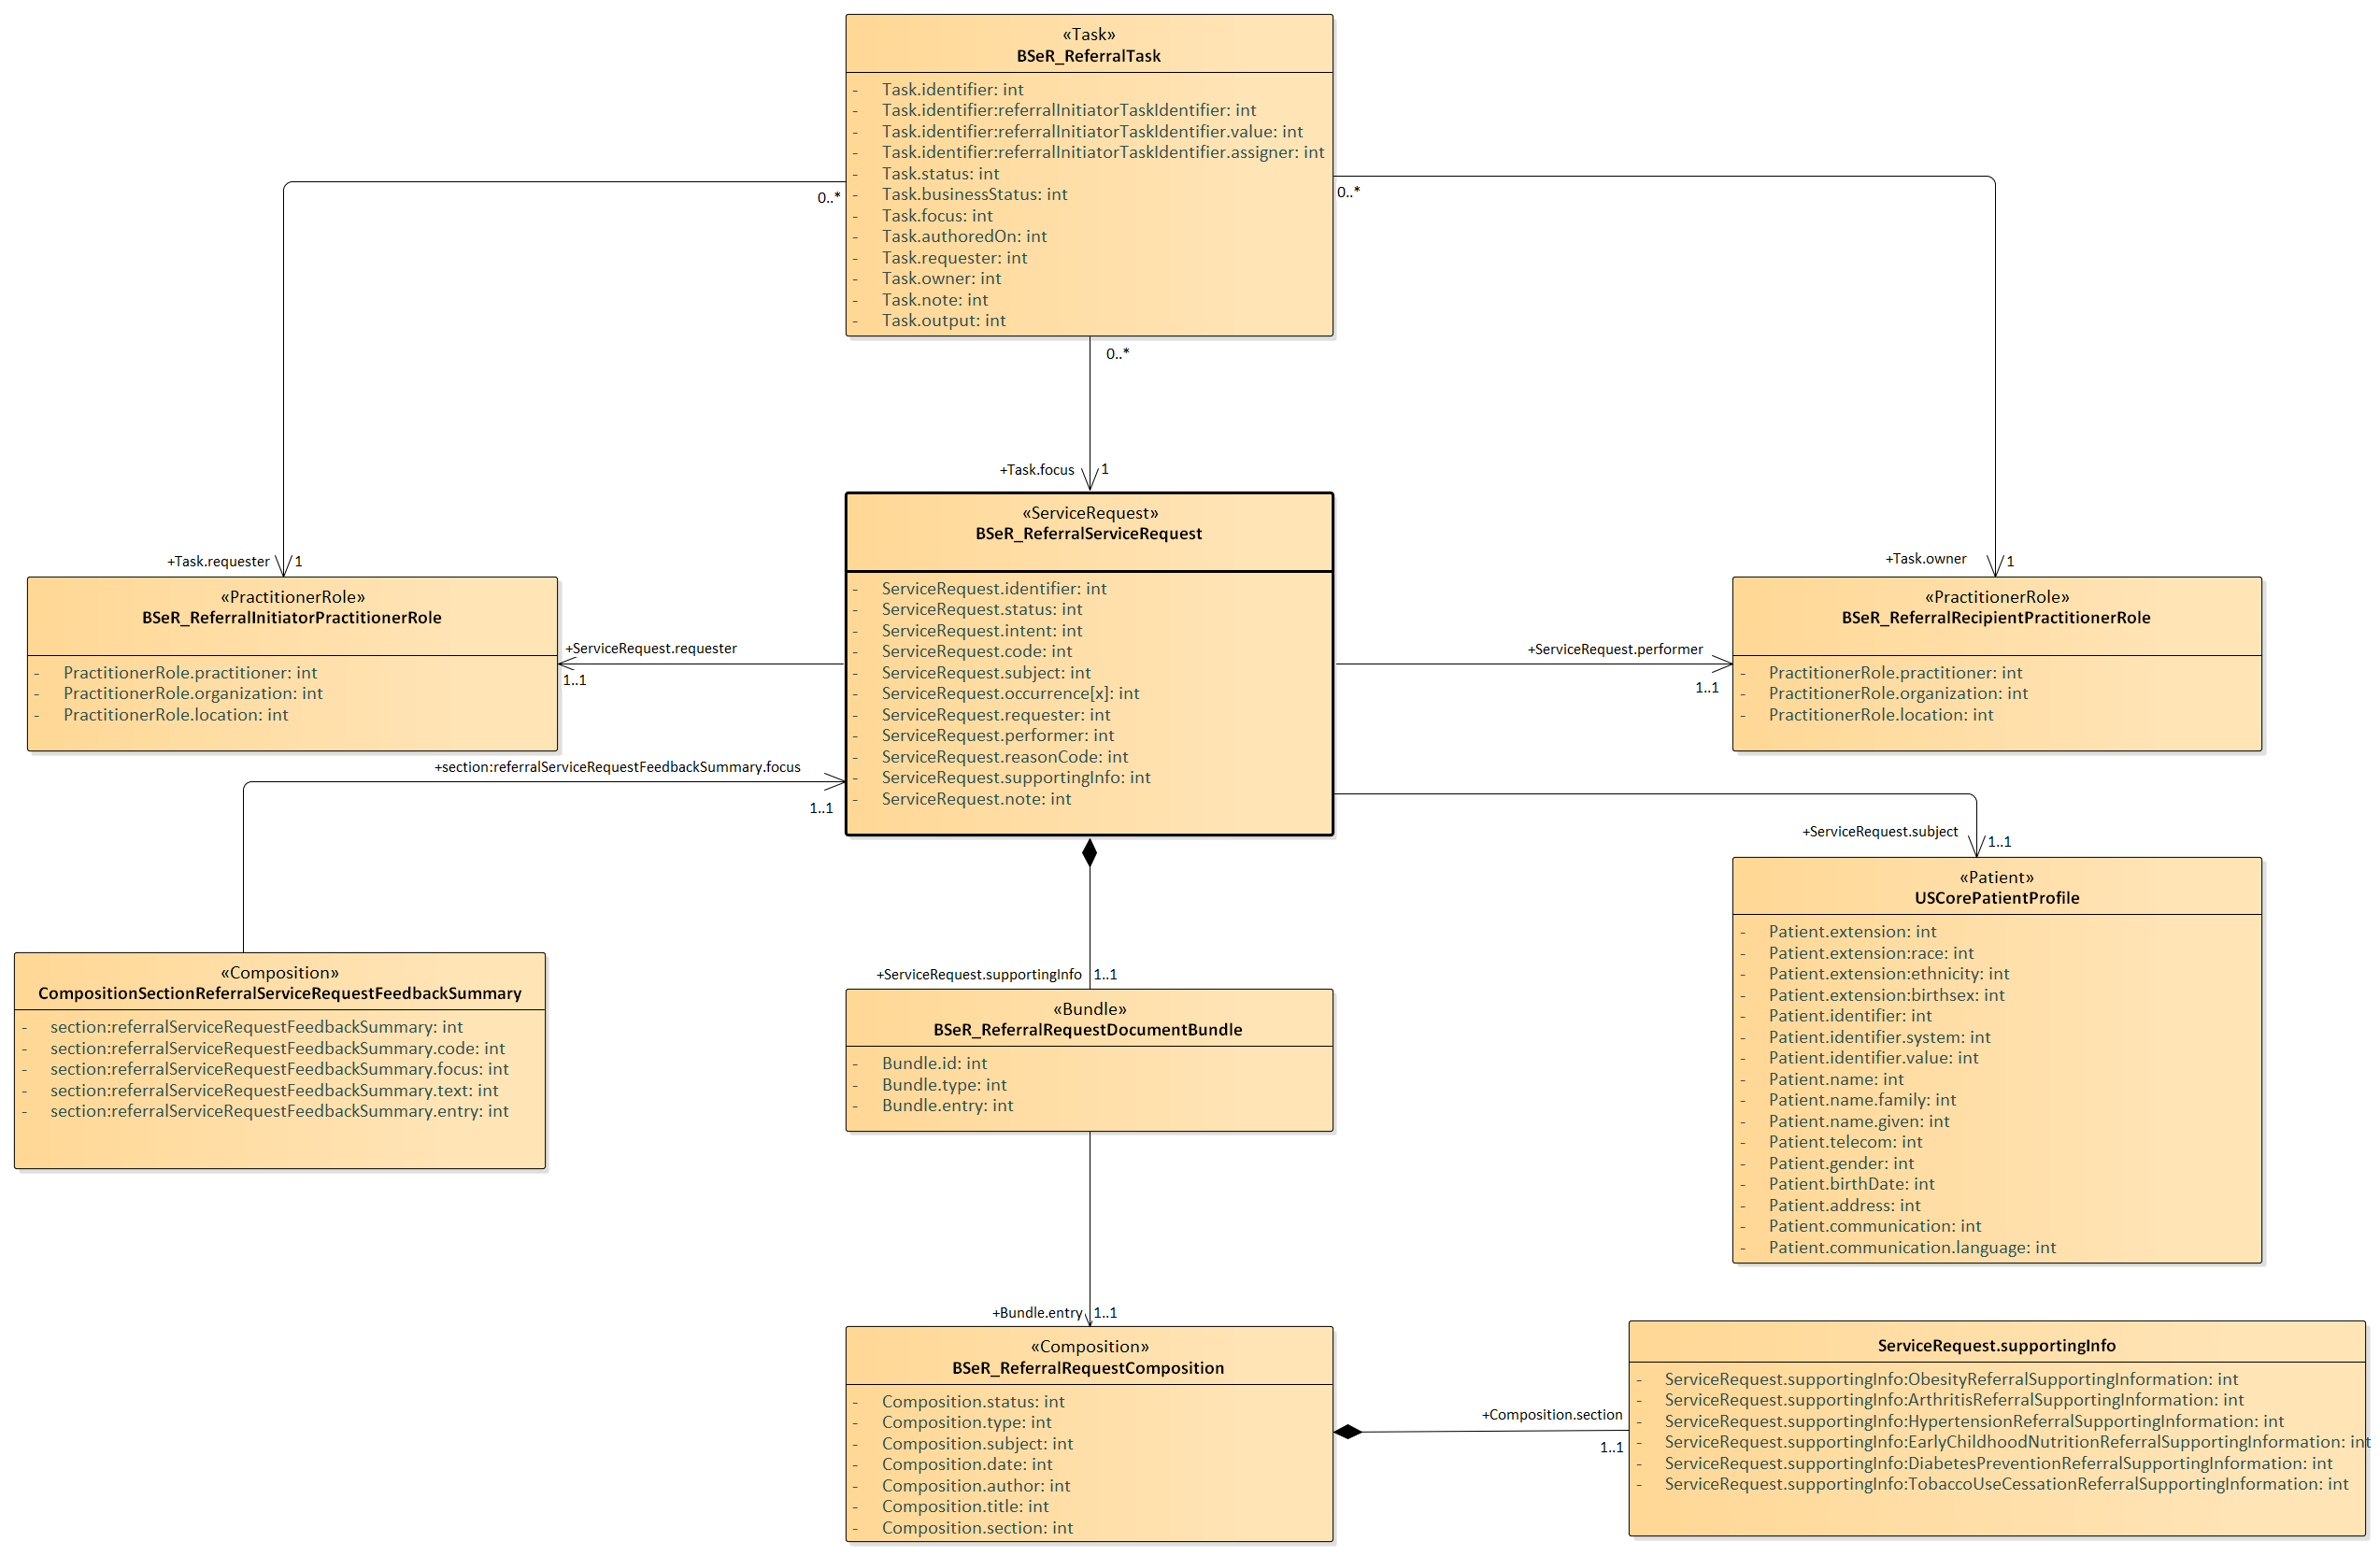 «Task»
BSeR_ReferralTask
- Task.identifier: int
- Task.identifier:referralInitiatorTaskIdentifier: int
- Task.identifier:referralInitiatorTaskIdentifier.value: int
- Task.identifier:referralInitiatorTaskIdentifier.assigner: int
- Task.status: int
- Task.businessStatus: int
- Task.focus: int
- Task.authoredOn: int
- Task.requester: int
- Task.owner: int
- Task.note: int
- Task.output: int
0..*
0..*
0..*
+Task.focus
1
+Task.requester
1
+Task.owner
1
«ServiceRequest»
BSeR_ReferralServiceRequest
- ServiceRequest.identifier: int
- ServiceRequest.status: int
- ServiceRequest.intent: int
- ServiceRequest.code: int
- ServiceRequest.subject: int
- ServiceRequest.occurrence[x]: int
- ServiceRequest.requester: int
- ServiceRequest.performer: int
- ServiceRequest.reasonCode: int
- ServiceRequest.supportingInfo: int
- ServiceRequest.note: int
«PractitionerRole»
BSeR_ReferralInitiatorPractitionerRole
- PractitionerRole.practitioner: int
- PractitionerRole.organization: int
- PractitionerRole.location: int
+ServiceRequest.requester
1..1
+ServiceRequest.performer
1..1
«PractitionerRole»
BSeR_ReferralRecipientPractitionerRole
- PractitionerRole.practitioner: int
- PractitionerRole.organization: int
- PractitionerRole.location: int
+section:referralServiceRequestFeedbackSummary.focus
1..1
+ServiceRequest.subject
1..1
«Composition»
CompositionSectionReferralServiceRequestFeedbackSummary
- section:referralServiceRequestFeedbackSummary: int
- section:referralServiceRequestFeedbackSummary.code: int
- section:referralServiceRequestFeedbackSummary.focus: int
- section:referralServiceRequestFeedbackSummary.text: int
- section:referralServiceRequestFeedbackSummary.entry: int
+ServiceRequest.supportingInfo
1..1
«Bundle»
BSeR_ReferralRequestDocumentBundle
- Bundle.id: int
- Bundle.type: int
- Bundle.entry: int
«Patient»
USCorePatientProfile
- Patient.extension: int
- Patient.extension:race: int
- Patient.extension:ethnicity: int
- Patient.extension:birthsex: int
- Patient.identifier: int
- Patient.identifier.system: int
- Patient.identifier.value: int
- Patient.name: int
- Patient.name.family: int
- Patient.name.given: int
- Patient.telecom: int
- Patient.gender: int
- Patient.birthDate: int
- Patient.address: int
- Patient.communication: int
- Patient.communication.language: int
+Bundle.entry
1..1
«Composition»
BSeR_ReferralRequestComposition
- Composition.status: int
- Composition.type: int
- Composition.subject: int
- Composition.date: int
- Composition.author: int
- Composition.title: int
- Composition.section: int
+Composition.section
1..1
ServiceRequest.supportingInfo
- ServiceRequest.supportingInfo:ObesityReferralSupportingInformation: int
- ServiceRequest.supportingInfo:ArthritisReferralSupportingInformation: int
- ServiceRequest.supportingInfo:HypertensionReferralSupportingInformation: int
- ServiceRequest.supportingInfo:EarlyChildhoodNutritionReferralSupportingInformation: int
- ServiceRequest.supportingInfo:DiabetesPreventionReferralSupportingInformation: int
- ServiceRequest.supportingInfo:TobaccoUseCessationReferralSupportingInformation: int